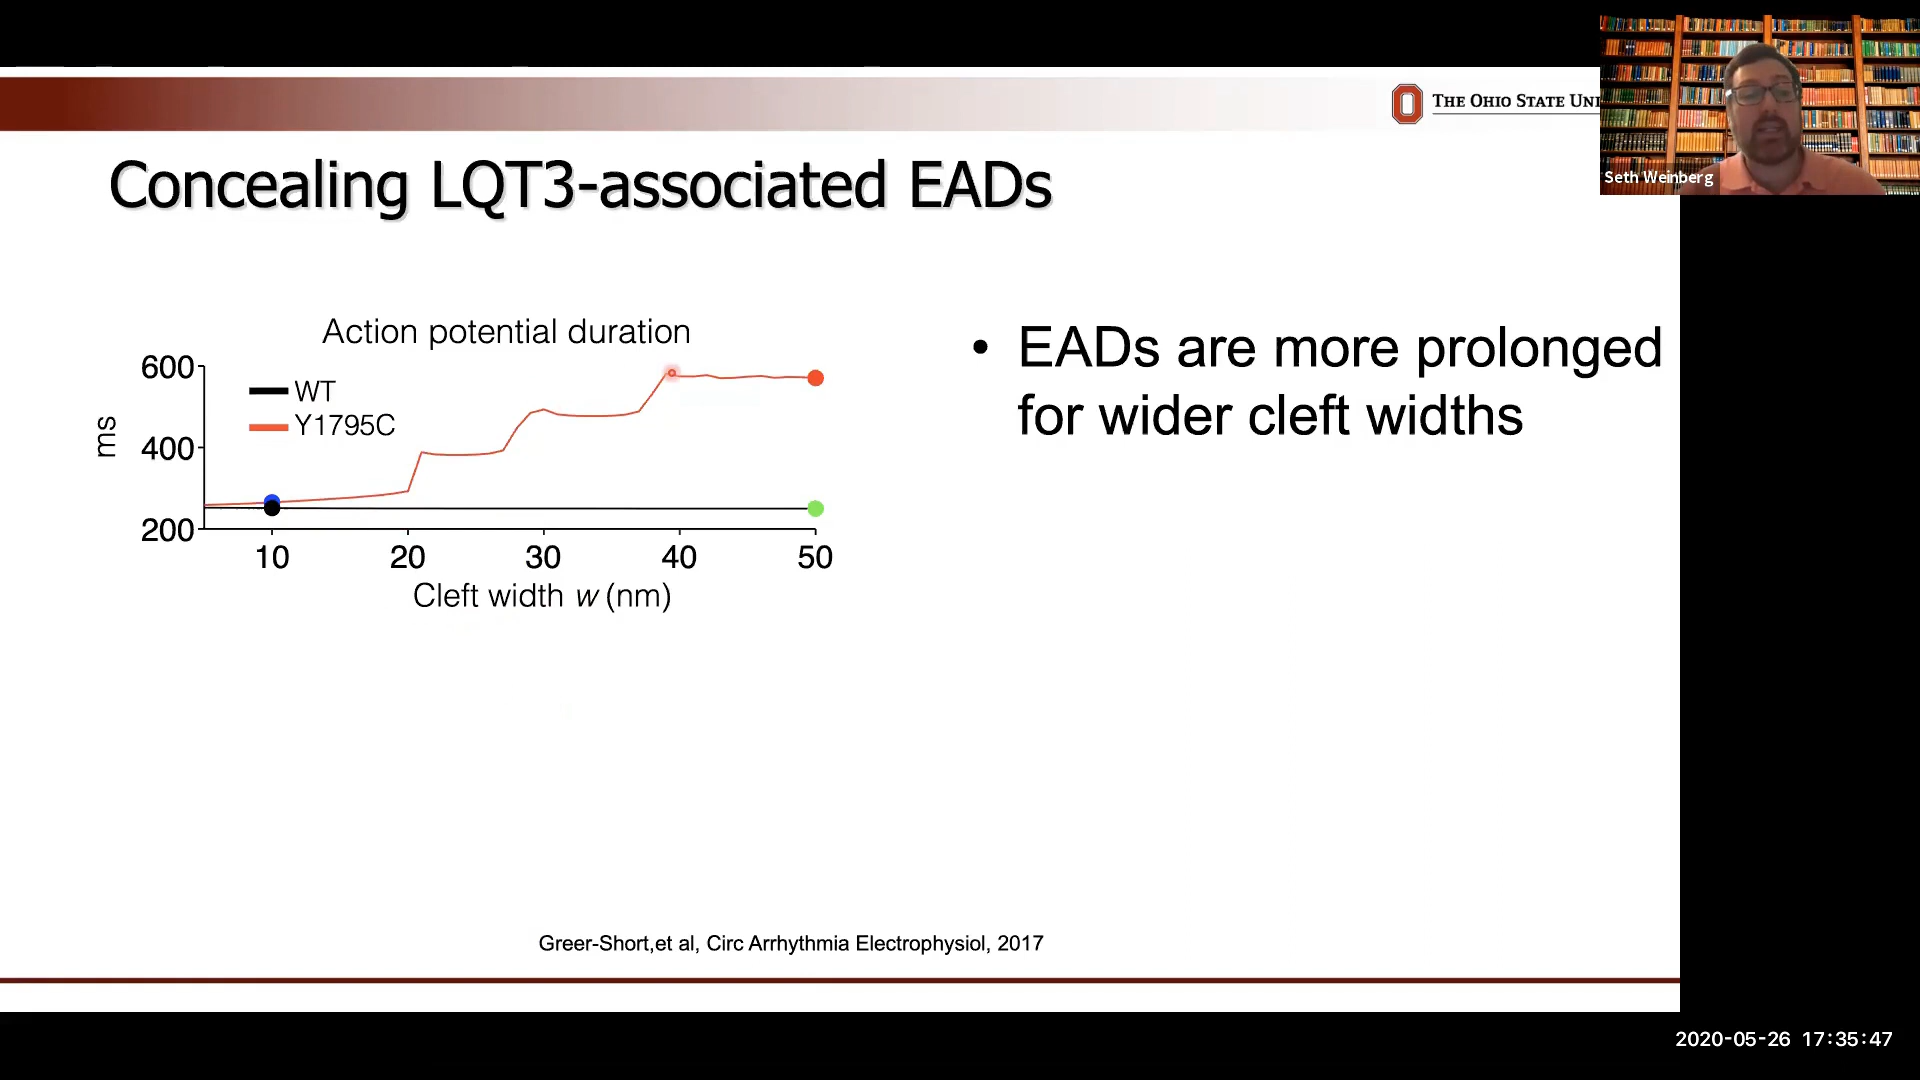 THE OHIO STATE UNI
Seth Weinberg
Concealing LQT3-associated EADs
Action potential duration
600
400
200
ms
WT
Y1795C
10 20 30 40 50
Cleft width w (nm)
• EADs are more prolonged
for wider cleft widths
Greer-Short,et al, Circ Arrhythmia Electrophysiol, 2017
2020-05-26 17:35:47